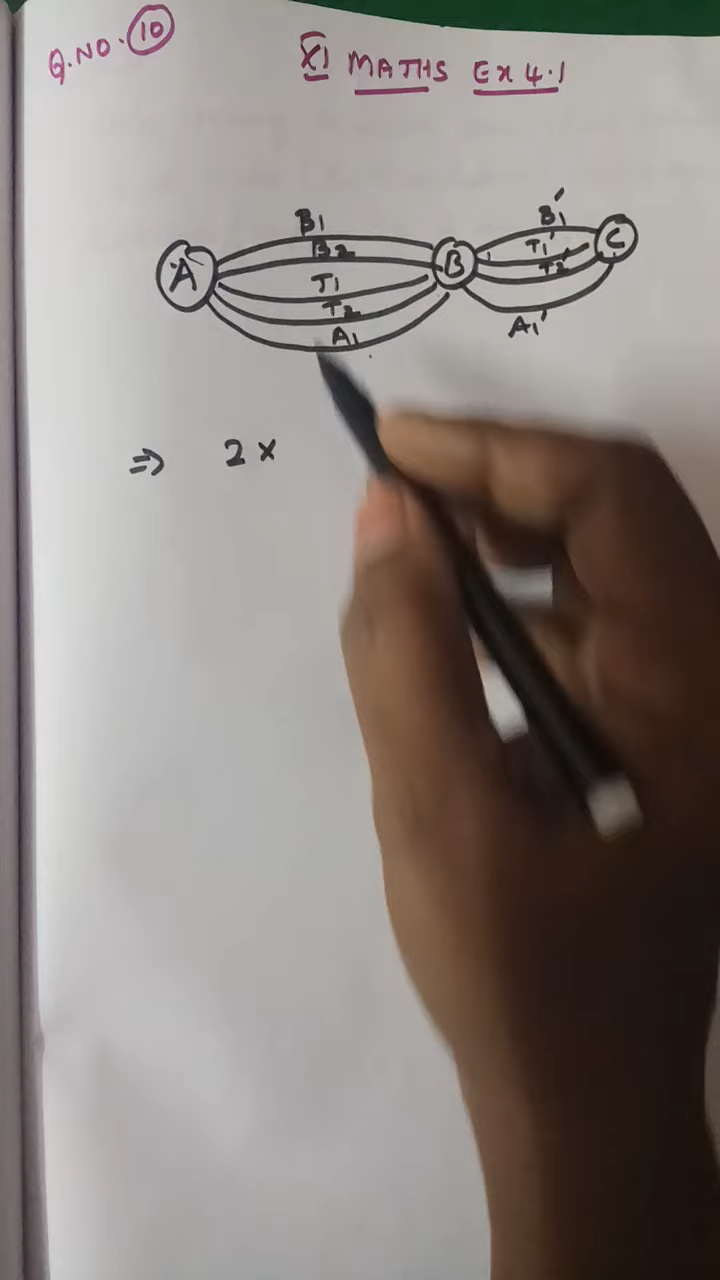 Q.NO. 10
XI MATHS Ex 4.1
B1 B1'
B2 T1'
A B C
T1 T2'
T2
A1 A1'
⇒ 2 ×